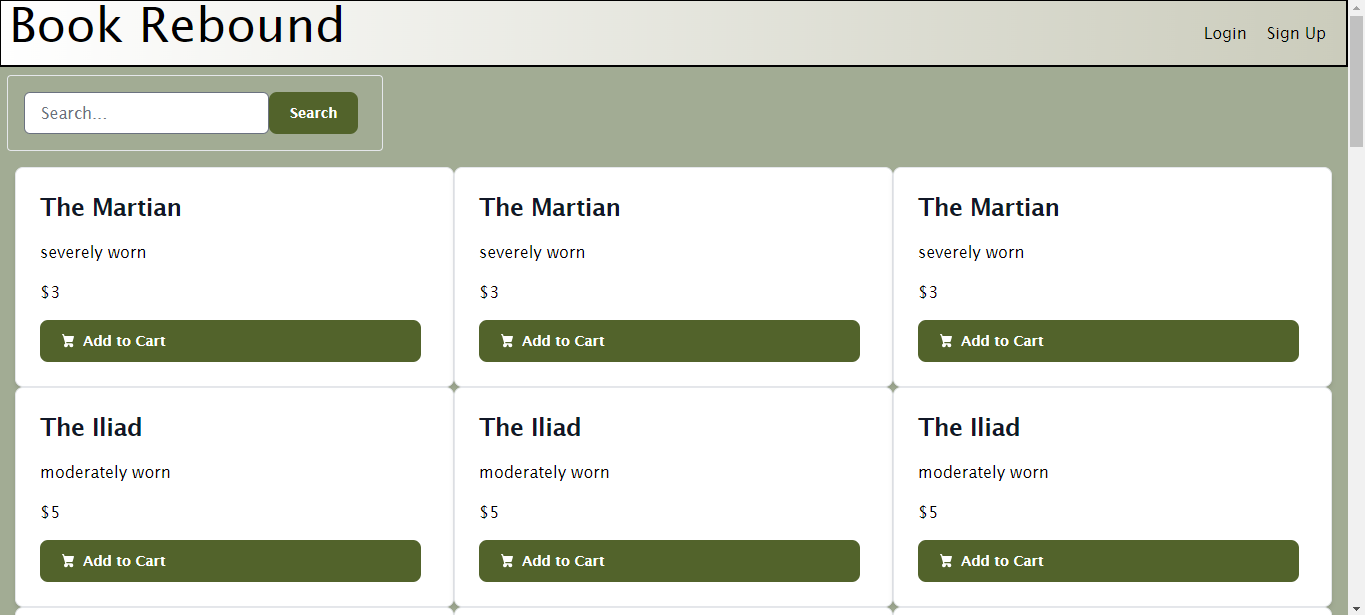 Book Rebound
Login Sign Up
Search... Search
The Martian The Martian The Martian
severely worn severely worn severely worn
$3 $3 $3
Add to Cart Add to Cart Add to Cart
The Iliad The Iliad The Iliad
moderately worn moderately worn moderately worn
$5 $5 $5
Add to Cart Add to Cart Add to Cart